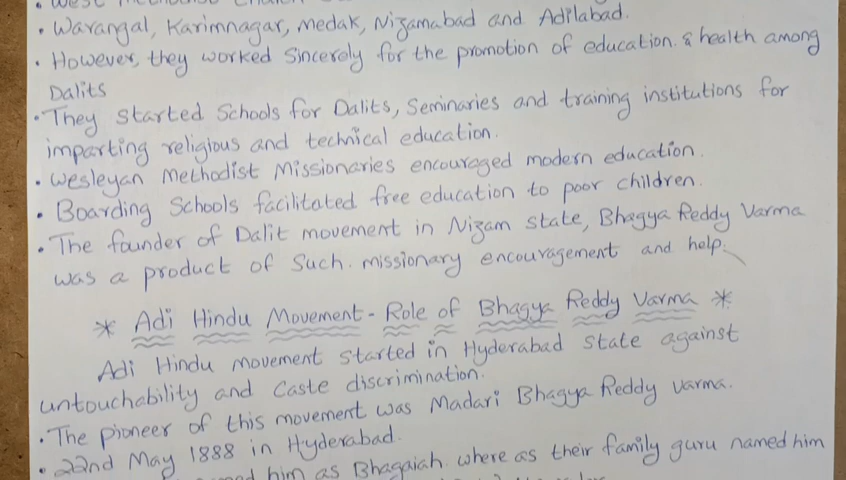 • West
• Warangal, Karimnagar, Medak, Nizamabad and Adilabad.
• However, they worked Sincerely for the promotion of education. & health among
Dalits
• They Started Schools for Dalits, Seminaries and training institutions for
imparting religious and technical education.
• Wesleyan Methodist Missionaries encouraged modern education.
• Boarding Schools facilitated free education to poor children.
• The founder of Dalit movement in Nizam State, Bhagya Reddy Varma
was a product of Such. missionary encouragement and help.
* Adi Hindu Movement - Role of Bhagya Reddy Varma *
Adi Hindu movement Started in Hyderabad State against
untouchability and Caste discrimination.
• The pioneer of this movement was Madari Bhagya Reddy varma.
• 22nd May 1888 in Hyderabad.
him as Bhagaiah. where as their family guru named him